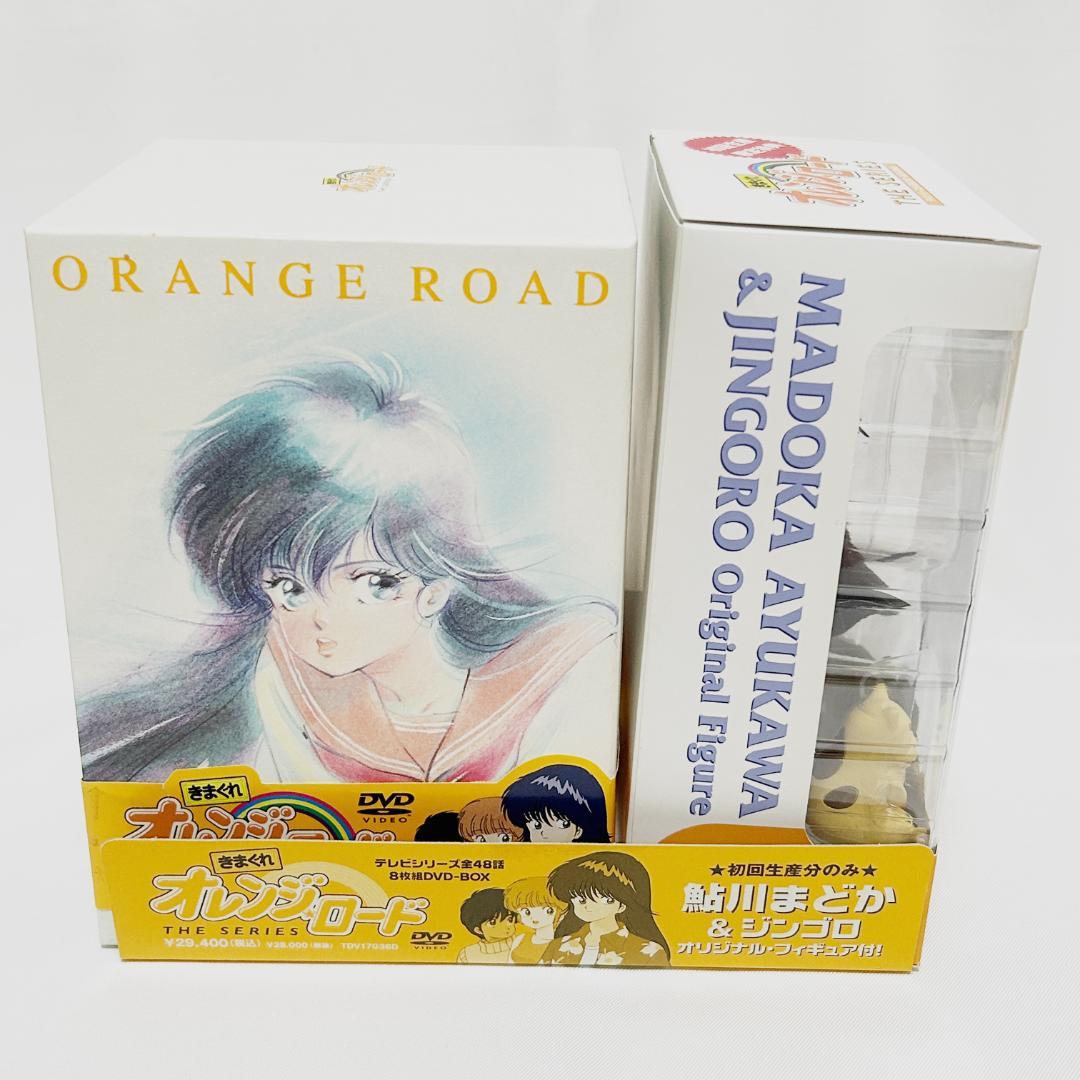 ORANGE ROAD
THE SERIES
MADOKA AYUKAWA
& JINGORO Original Figure
きまぐれ
オレンジ
DVD
VIDEO
きまぐれ
オレンジ★ロード
THE SERIES
¥29,400(税込) ¥28,000(税抜) TDV17036D
テレビシリーズ全48話
8枚組DVD-BOX
DVD
VIDEO
★初回生産分のみ★
鮎川まどか
& ジンゴロ
オリジナル・フィギュア付!